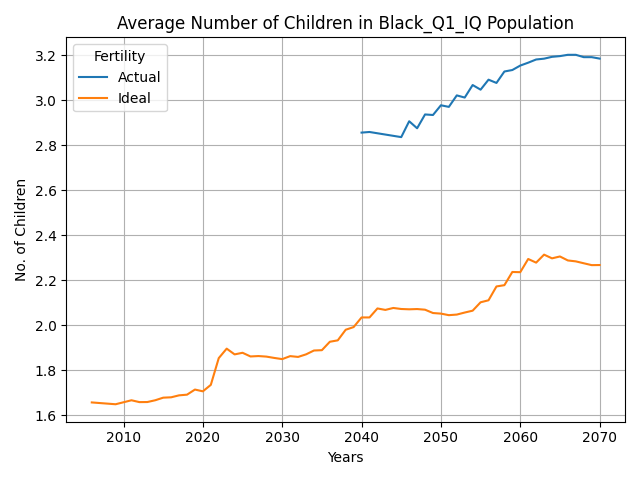 Average Number of Children in Black_Q1_IQ Population
Fertility
Actual
Ideal
No. of Children
3.2
3.0
2.8
2.6
2.4
2.2
2.0
1.8
1.6
2010 2020 2030 2040 2050 2060 2070
Years